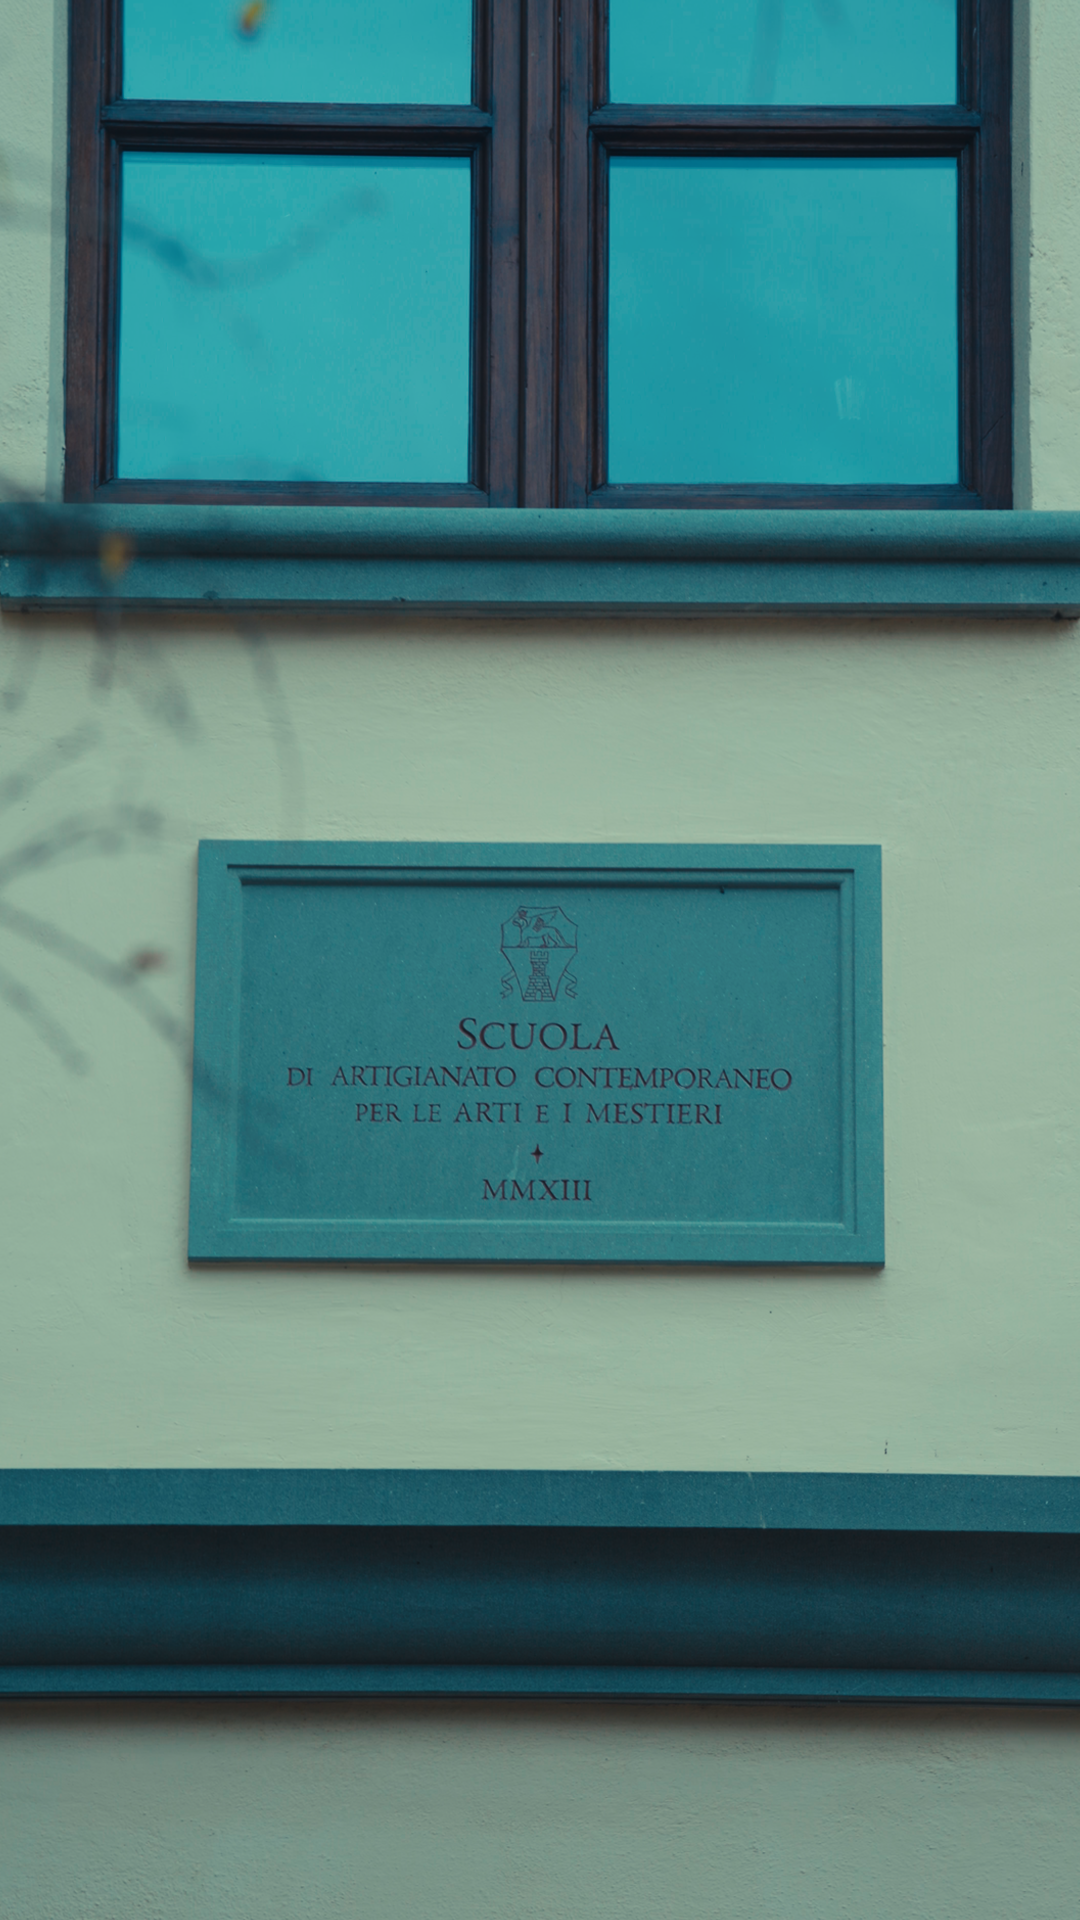 SCUOLA
DI ARTIGIANATO CONTEMPORANEO
PER LE ARTI E I MESTIERI
MMXIII